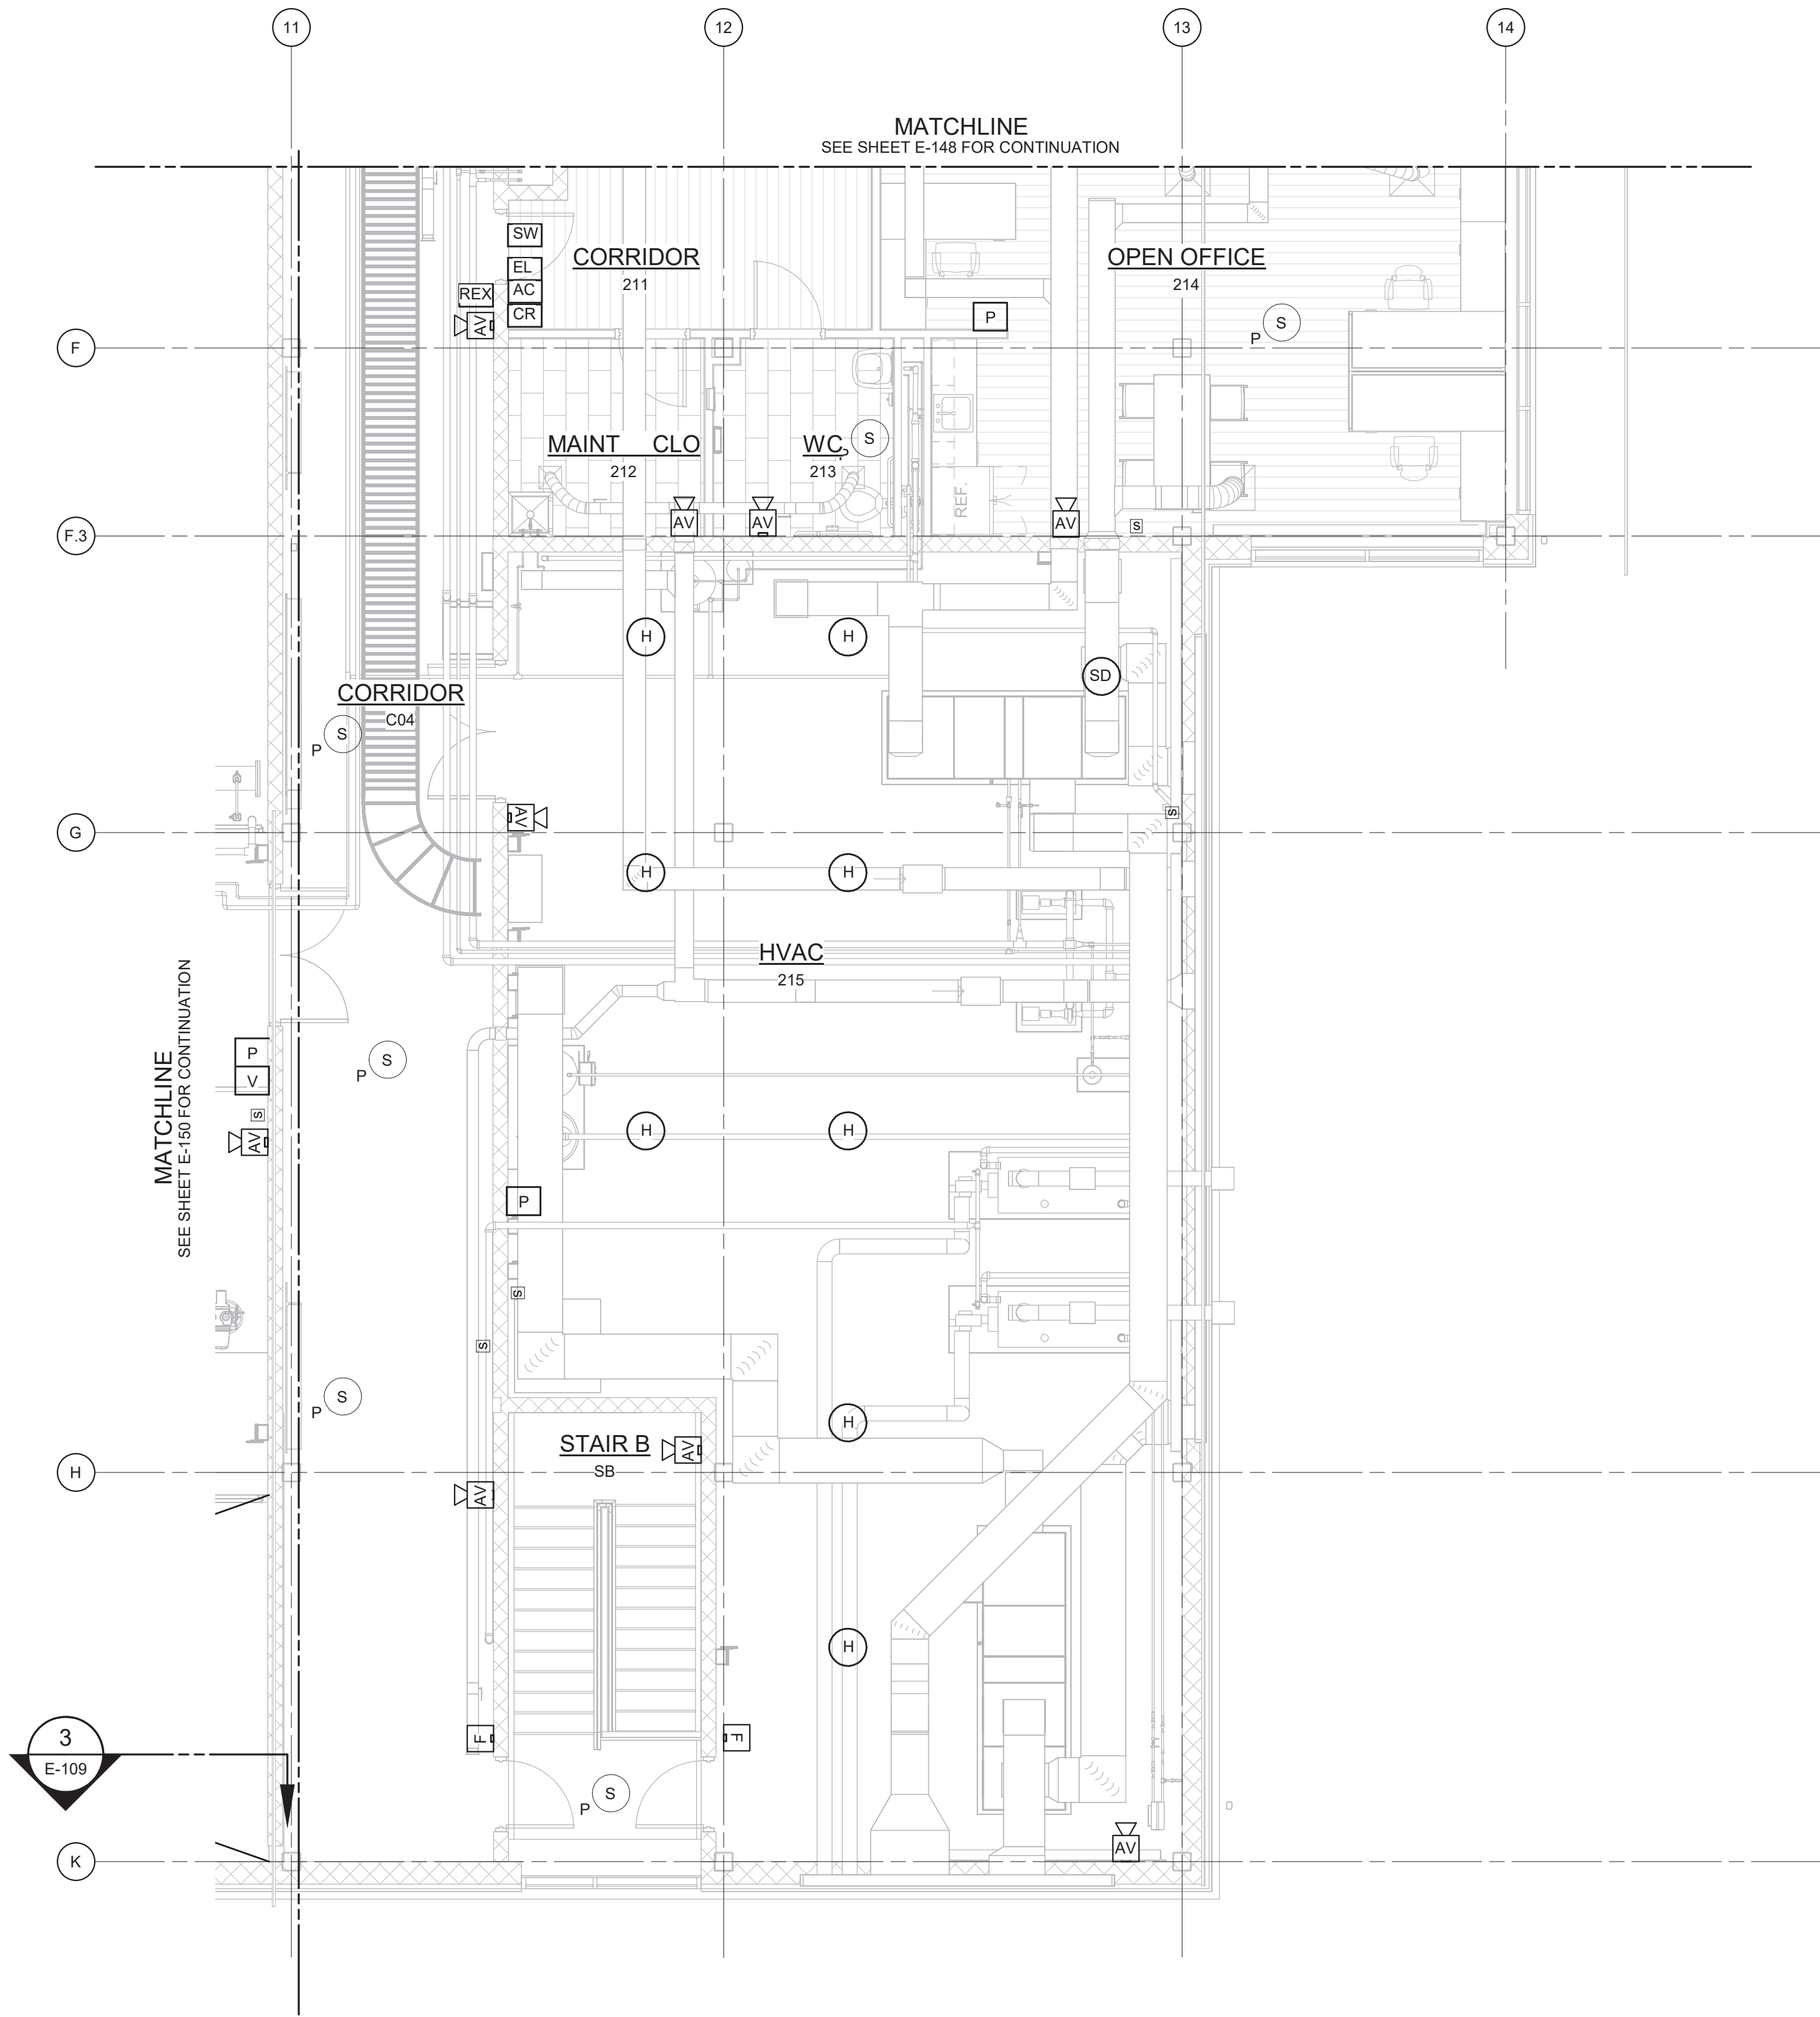 11
12
13
14
MATCHLINE
SEE SHEET E-148 FOR CONTINUATION
SW
CORRIDOR
211
OPEN OFFICE
214
EL
REX
AC
CR
AV
P
S
P
F
MAINT CLO
212
WC
213
S
P
REF.
AV
AV
AV
S
F.3
H
H
SD
CORRIDOR
C04
S
P
AV
S
G
H
H
HVAC
215
MATCHLINE
SEE SHEET E-150 FOR CONTINUATION
P
V
S
P
S
AV
H
H
P
S
S
S
P
H
STAIR B
SB
AV
H
AV
H
F
F
3
E-109
S
P
AV
K